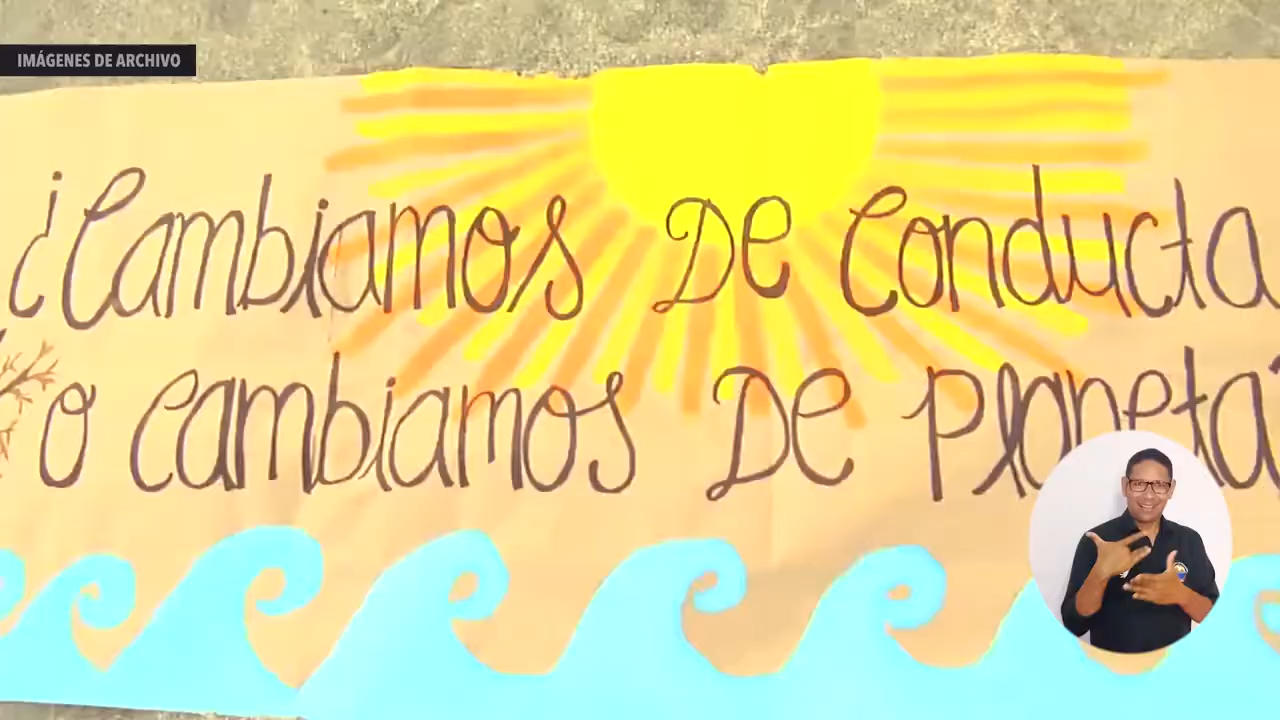 IMÁGENES DE ARCHIVO
¿Cambiamos DE Conducta
o cambiamos DE Planeta?